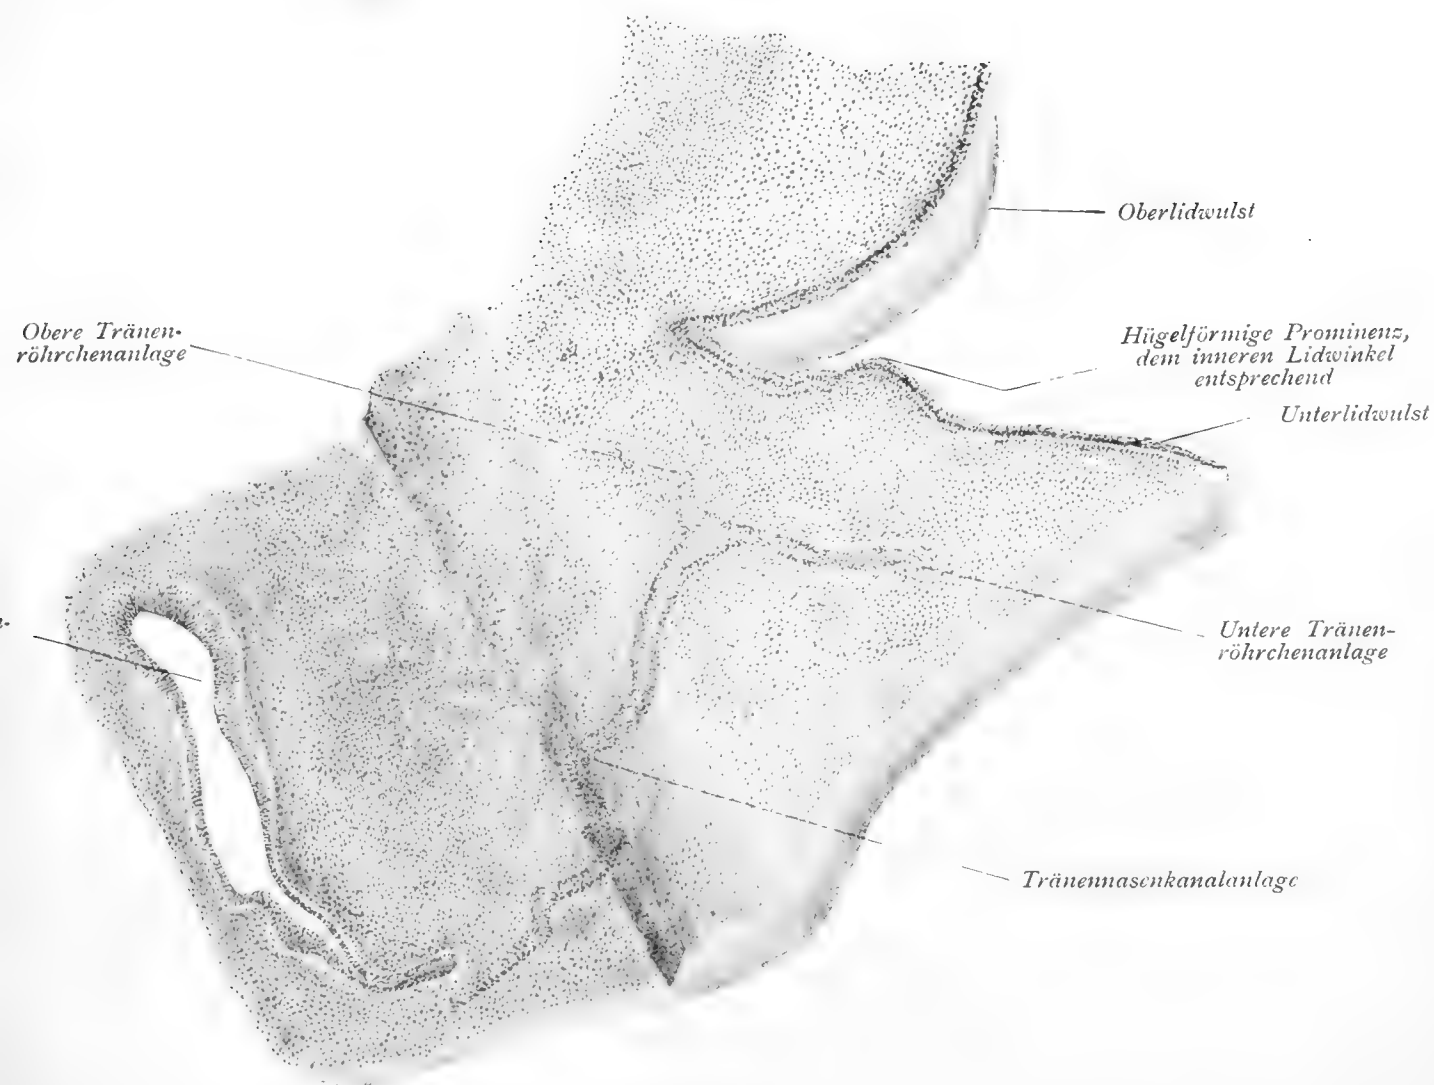 Oberlidwulst
Obere Tränen-
röhrchenanlage
Hügelförmige Prominenz,
dem inneren Lidwinkel
entsprechend
Unterlidwulst
Untere Tränen-
röhrchenanlage
Tränennasenkanalanlage